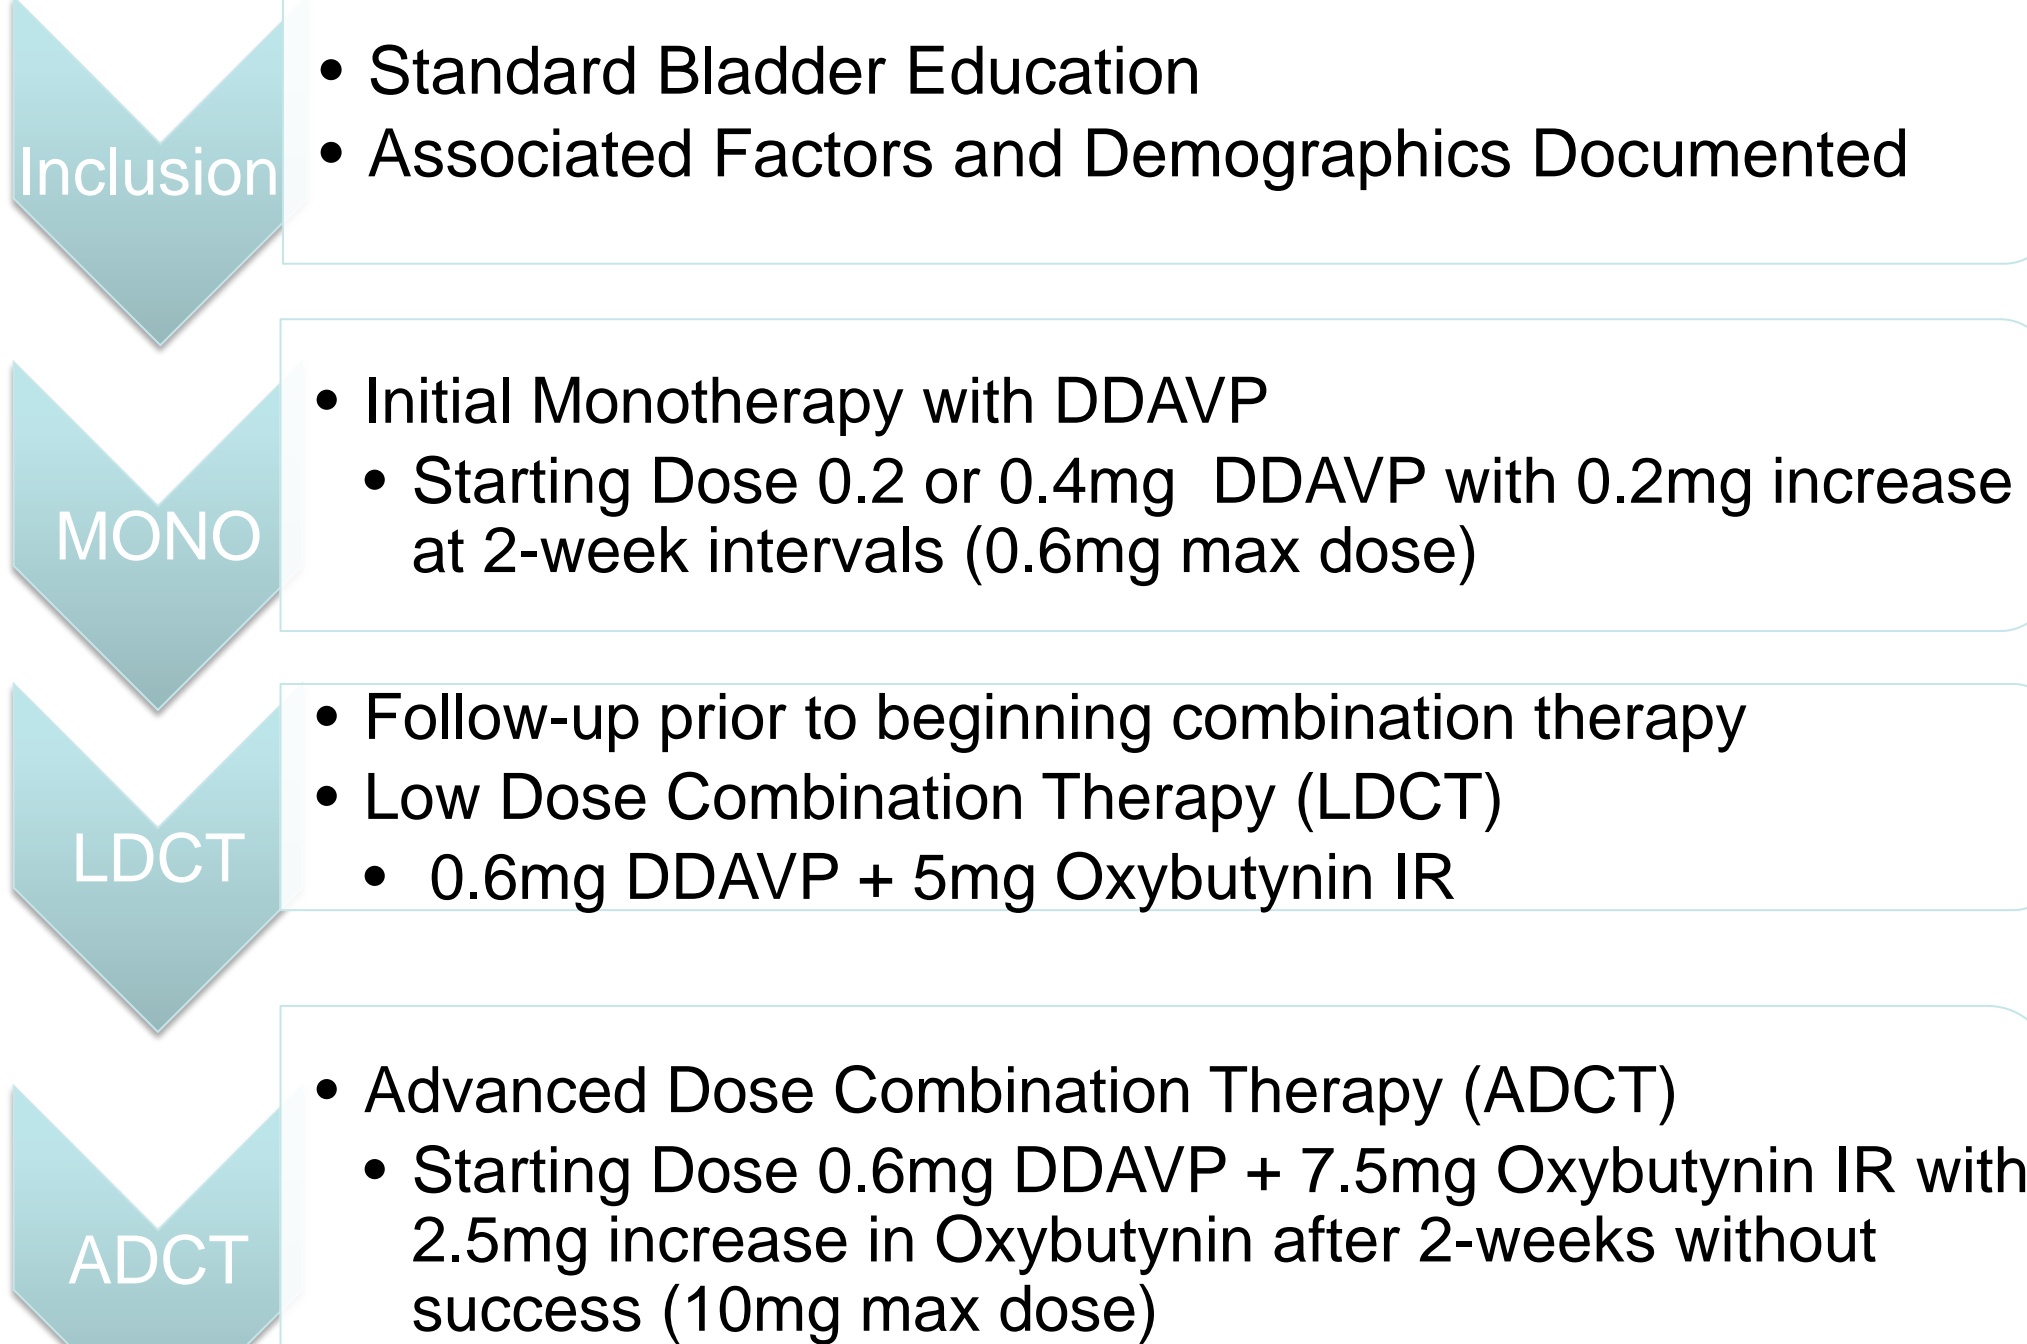 Inclusion
• Standard Bladder Education
• Associated Factors and Demographics Documented
MONO
• Initial Monotherapy with DDAVP
• Starting Dose 0.2 or 0.4mg  DDAVP with 0.2mg increase
at 2-week intervals (0.6mg max dose)
LDCT
• Follow-up prior to beginning combination therapy
• Low Dose Combination Therapy (LDCT)
• 0.6mg DDAVP + 5mg Oxybutynin IR
ADCT
• Advanced Dose Combination Therapy (ADCT)
• Starting Dose 0.6mg DDAVP + 7.5mg Oxybutynin IR with
2.5mg increase in Oxybutynin after 2-weeks without
success (10mg max dose)